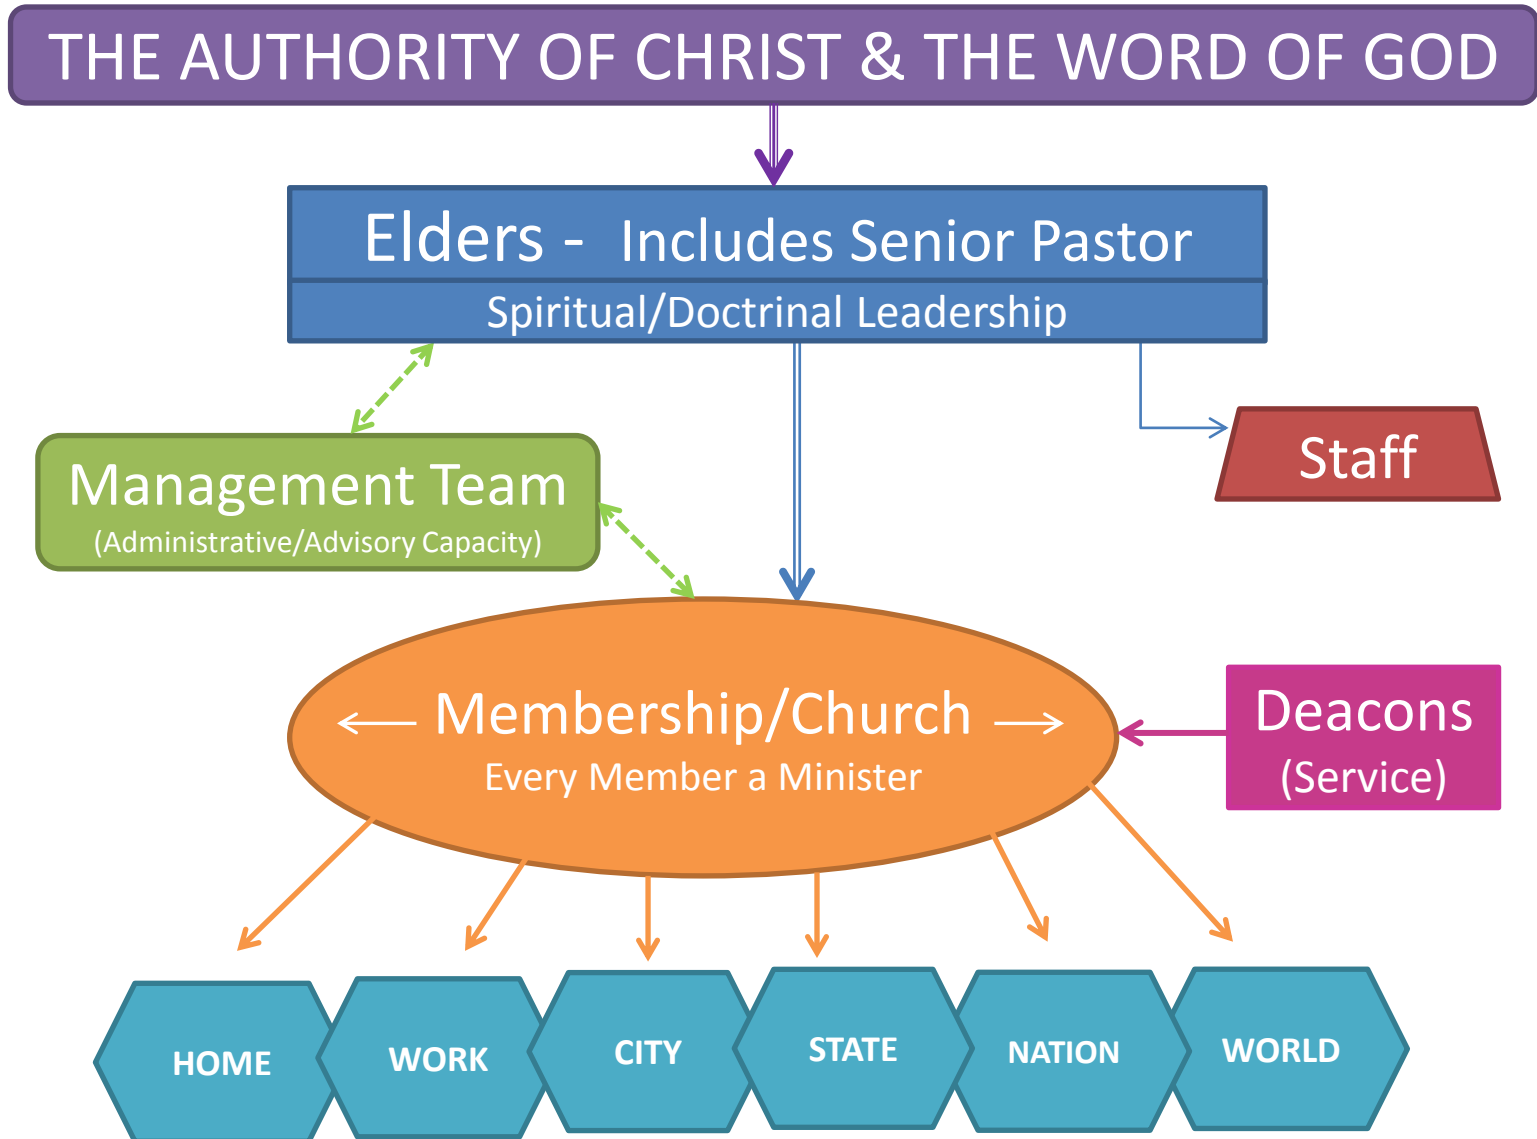 THE AUTHORITY OF CHRIST & THE WORD OF GOD
Elders - Includes Senior Pastor
Spiritual/Doctrinal Leadership
Management Team
(Administrative/Advisory Capacity)
Staff
Membership/Church
Every Member a Minister
Deacons
(Service)
HOME
WORK
CITY
STATE
NATION
WORLD